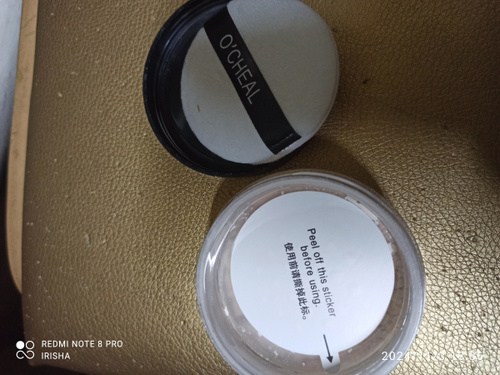 O'CHEAL
Peel off this sticker
before using.
使用前请撕掉此标。
REDMI NOTE 8 PRO
IRISHA